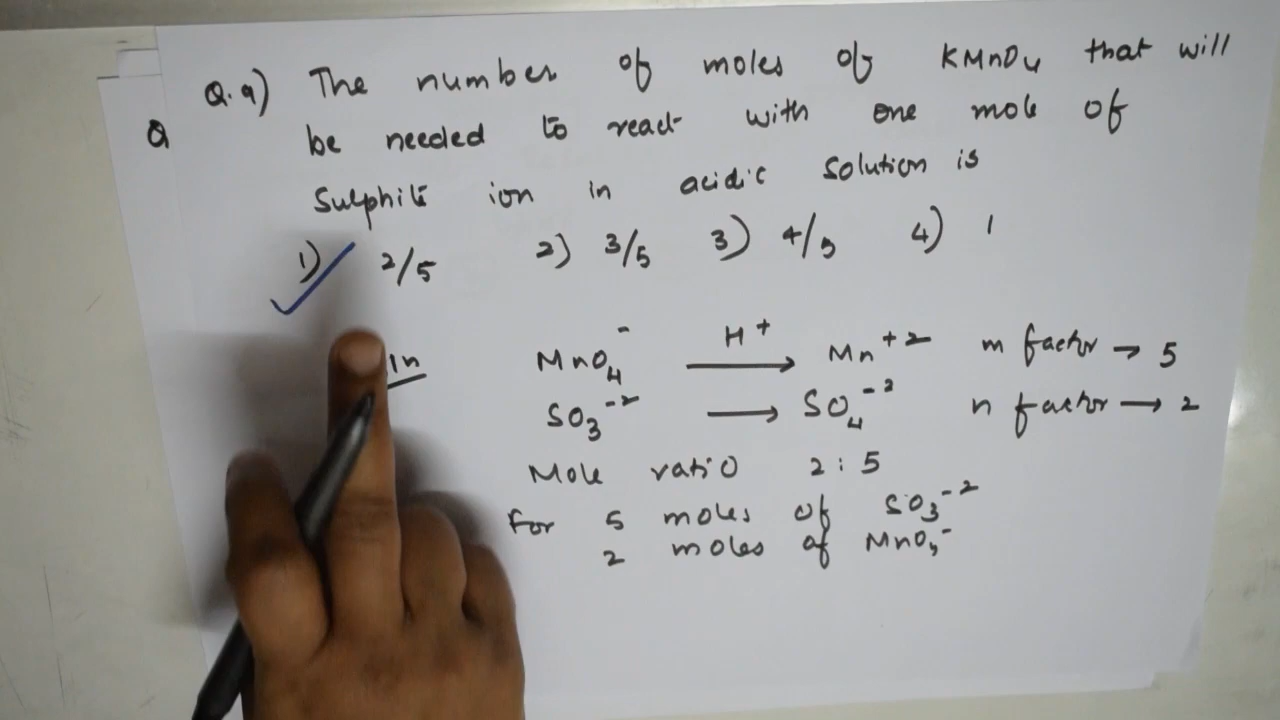 Q.9) The number of moles of KMnO4 that will
Q be needed to react with one mole of
Sulphite ion in acidic solution is
1) 2/5 2) 3/5 3) 4/5 4) 1
ln MnO4- H+ → Mn+2 n factor → 5
SO3-2 → SO4-2 n factor → 2
Mole ratio 2:5
For 5 moles of SO3-2
2 moles of MnO4-